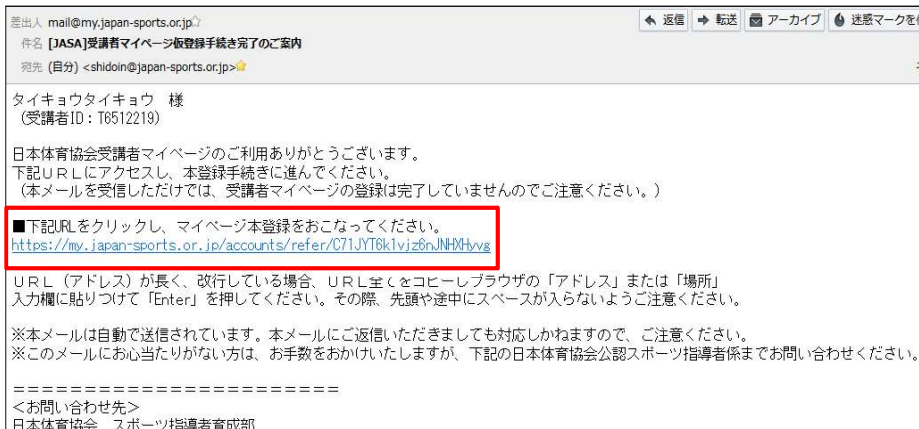 差出人 mail@my.japan-sports.or.jp
返信 転送 アーカイブ 迷惑マークを
件名 [JASA]受講者マイページ仮登録手続き完了のご案内
宛先 (自分) <shidoin@japan-sports.or.jp>
タイキョウタイキョウ 様
(受講者ID:T6512219)
日本体育協会受講者マイページのご利用ありがとうございます。
下記URLにアクセスし、本登録手続きに進んでください。
(本メールを受信しただけでは、受講者マイページの登録は完了していませんのでご注意ください。)
■下記URLをクリックし、マイページ本登録をおこなってください。
https://my.japan-sports.or.jp/accounts/refer/C71JYT6k1vjz6nJNHXHyvg
URL(アドレス)が長く、改行している場合、URL全てをコピーしブラウザの「アドレス」または「場所」
入力欄に貼りつけて「Enter」を押してください。その際、先頭や途中にスペースが入らないようご注意ください。
※本メールは自動で送信されています。本メールにご返信いただきましても対応しかねますので、ご注意ください。
※このメールにお心当たりがない方は、お手数をおかけいたしますが、下記の日本体育協会公認スポーツ指導者係までお問い合わせください。
=======================
<お問い合わせ先>
日本体育協会 スポーツ指導者育成部